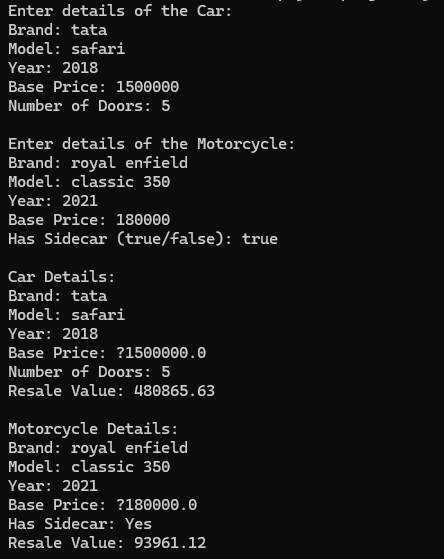 Enter details of the Car:
Brand: tata
Model: safari
Year: 2018
Base Price: 1500000
Number of Doors: 5
Enter details of the Motorcycle:
Brand: royal enfield
Model: classic 350
Year: 2021
Base Price: 180000
Has Sidecar (true/false): true
Car Details:
Brand: tata
Model: safari
Year: 2018
Base Price: ?1500000.0
Number of Doors: 5
Resale Value: 480865.63
Motorcycle Details:
Brand: royal enfield
Model: classic 350
Year: 2021
Base Price: ?180000.0
Has Sidecar: Yes
Resale Value: 93961.12